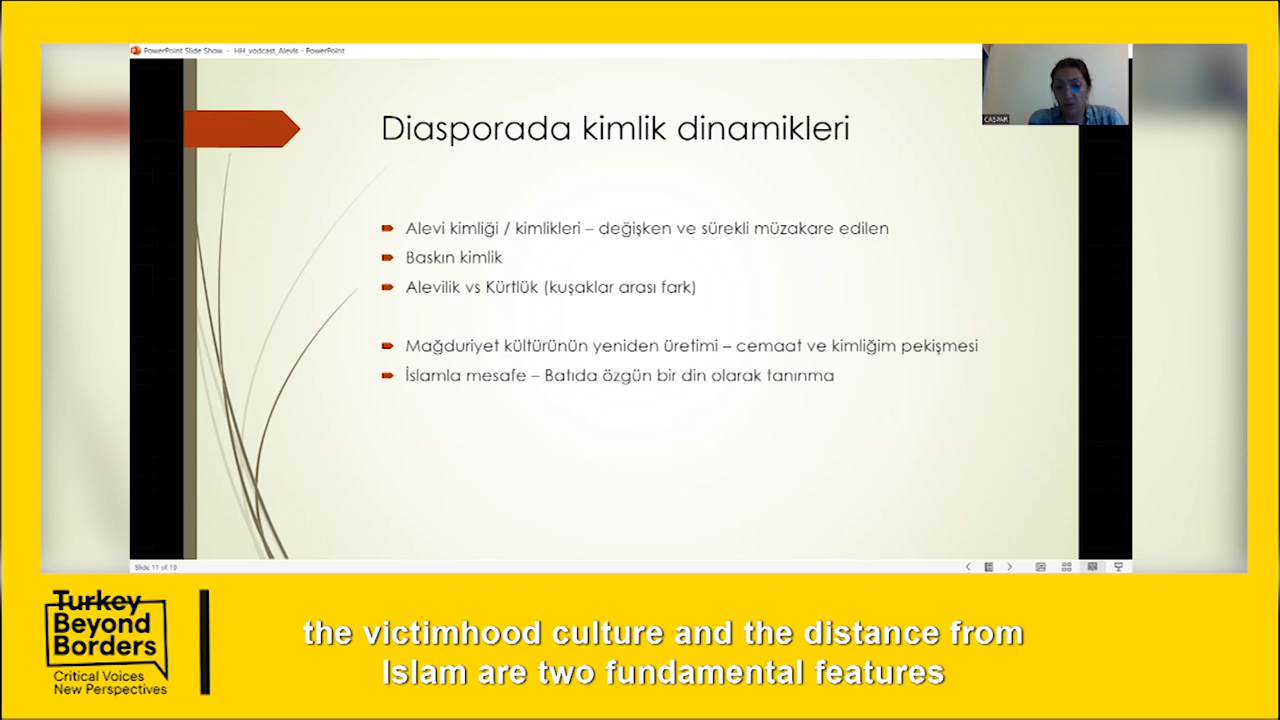 PowerPoint Slide Show - HH_vodcast_Alevis - PowerPoint
CASPAR
Diasporada kimlik dinamikleri
Alevi kimliği / kimlikleri – değişken ve sürekli müzakare edilen
Baskın kimlik
Alevilik vs Kürtlük (kuşaklar arası fark)
Mağduriyet kültürünün yeniden üretimi – cemaat ve kimliğim pekişmesi
İslamla mesafe – Batıda özgün bir din olarak tanınma
Slide 11 of 19
Turkey
Beyond
Borders
Critical Voices
New Perspectives
the victimhood culture and the distance from
Islam are two fundamental features